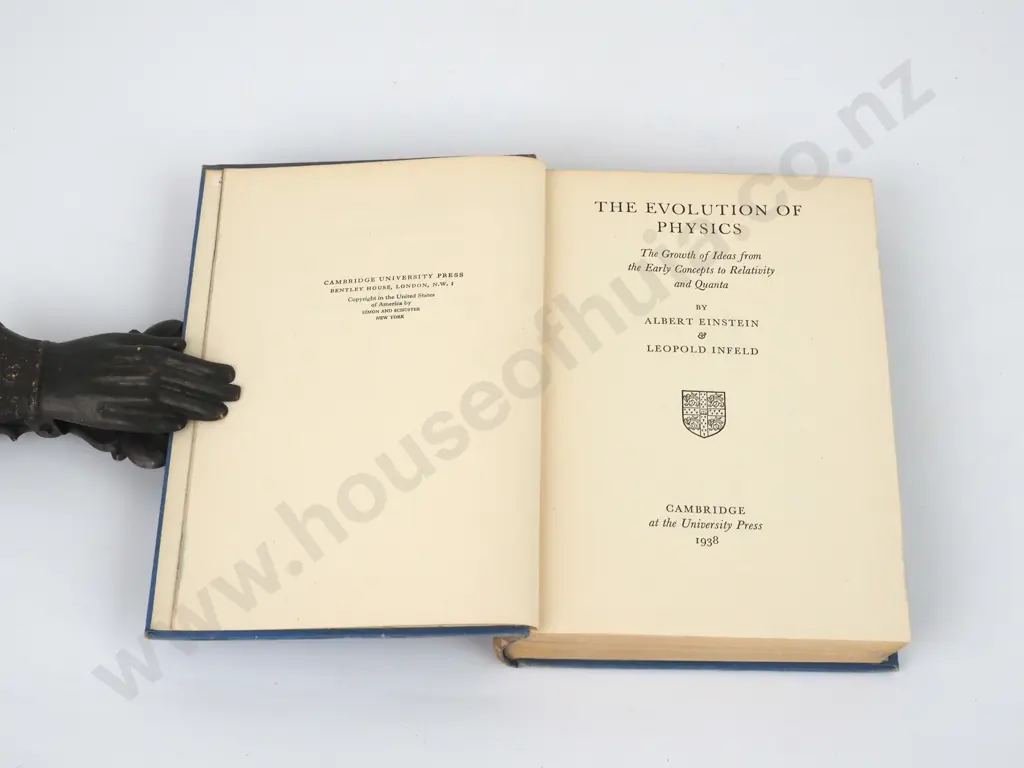 CAMBRIDGE UNIVERSITY PRESS
BENTLEY HOUSE, LONDON, N.W. 1
Copyright in the United States
of America by
SIMON AND SCHUSTER
NEW YORK
THE EVOLUTION OF
PHYSICS
The Growth of Ideas from
the Early Concepts to Relativity
and Quanta
BY
ALBERT EINSTEIN
&
LEOPOLD INFELD
CAMBRIDGE
at the University Press
1938
www.houseofhuia.co.nz